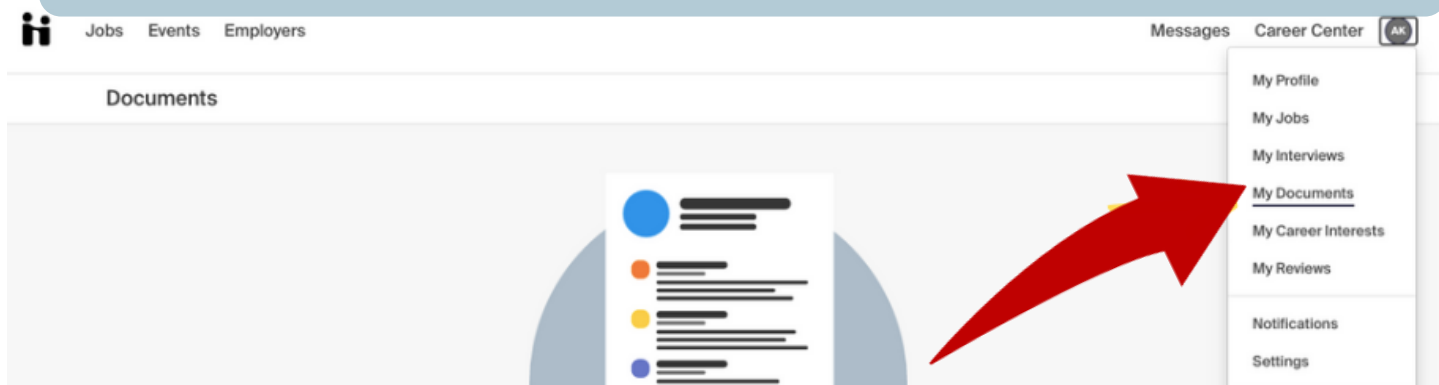 Jobs Events Employers
Messages Career Center AK
Documents
My Profile
My Jobs
My Interviews
My Documents
My Career Interests
My Reviews
Notifications
Settings